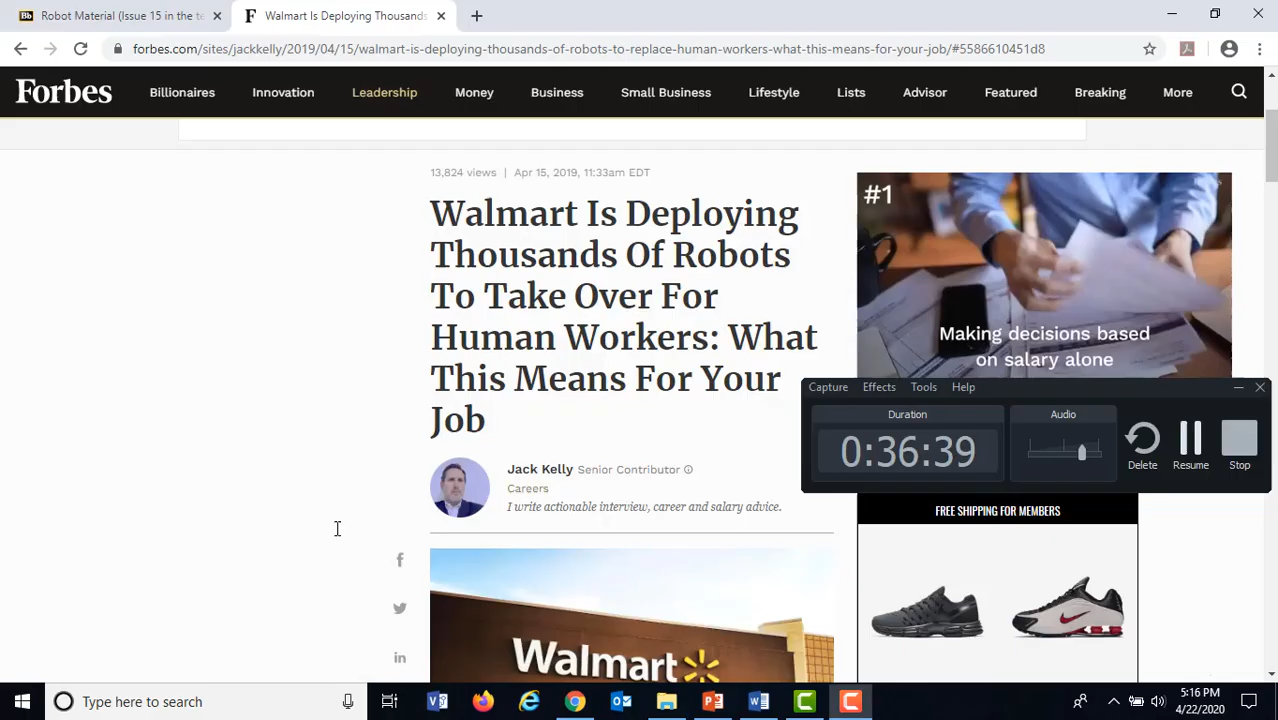 Bb Robot Material (Issue 15 in the te
F Walmart Is Deploying Thousands
forbes.com/sites/jackkelly/2019/04/15/walmart-is-deploying-thousands-of-robots-to-replace-human-workers-what-this-means-for-your-job/#5586610451d8
Forbes Billionaires Innovation Leadership Money Business Small Business Lifestyle Lists Advisor Featured Breaking More
13,824 views | Apr 15, 2019, 11:33am EDT
Walmart Is Deploying
Thousands Of Robots
To Take Over For
Human Workers: What
This Means For Your
Job
Jack Kelly Senior Contributor
Careers
I write actionable interview, career and salary advice.
f
in
Walmart
#1
Making decisions based
on salary alone
Capture Effects Tools Help
Duration
Audio
0:36:39
Delete Resume Stop
FREE SHIPPING FOR MEMBERS
Type here to search
5:16 PM
4/22/2020